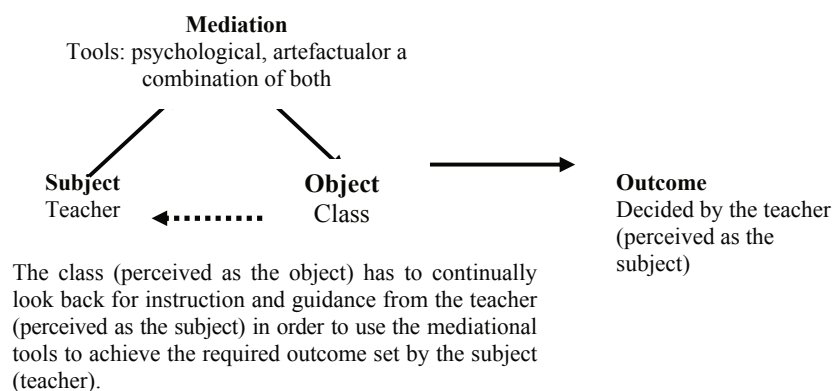 Mediation
Tools: psychological, artefactualor a
combination of both
Subject
Teacher
Object
Class
Outcome
Decided by the teacher
(perceived as the
subject)
The class (perceived as the object) has to continually
look back for instruction and guidance from the teacher
(perceived as the subject) in order to use the mediational
tools to achieve the required outcome set by the subject
(teacher).